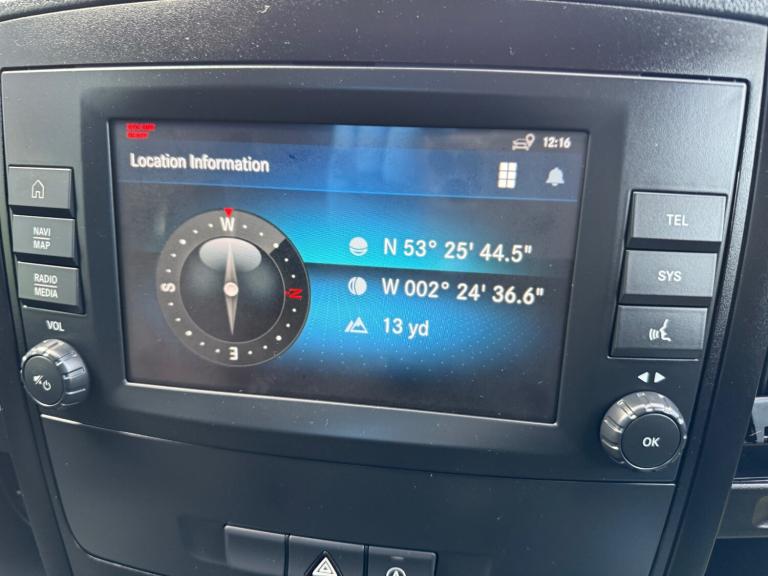 12:16
Location Information
W
S
N
E
N 53° 25' 44.5"
W 002° 24' 36.6"
13 yd
NAVI
MAP
RADIO
MEDIA
VOL
TEL
SYS
OK